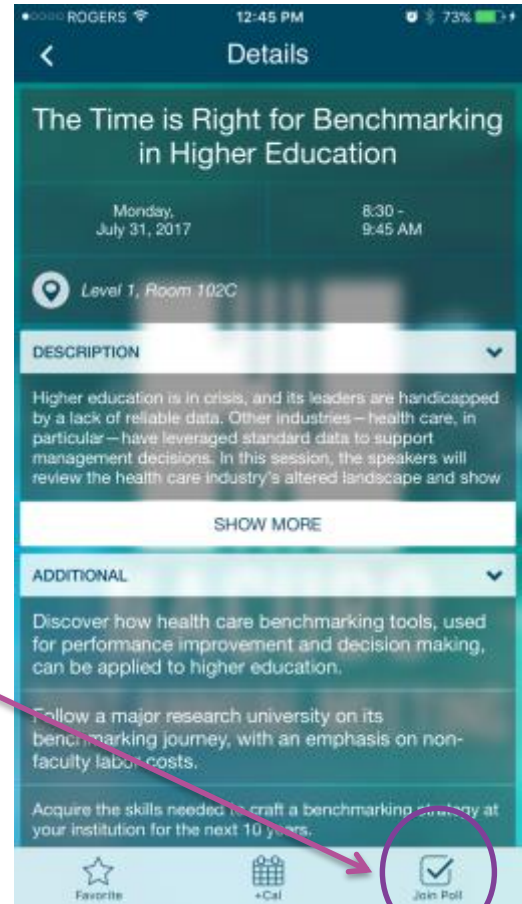 ROGERS 12:45 PM 73%
Details
The Time is Right for Benchmarking
in Higher Education
Monday,
July 31, 2017
8:30 -
9:45 AM
Level 1, Room 102C
DESCRIPTION
Higher education is in crisis, and its leaders are handicapped
by a lack of reliable data. Other industries—health care, in
particular—have leveraged standard data to support
management decisions. In this session, the speakers will
review the health care industry's altered landscape and show
SHOW MORE
ADDITIONAL
Discover how health care benchmarking tools, used
for performance improvement and decision making,
can be applied to higher education.
Follow a major research university on its
benchmarking journey, with an emphasis on non-
faculty labor costs.
Acquire the skills needed to craft a benchmarking strategy at
your institution for the next 10 years.
Favorite +Cal Join Poll